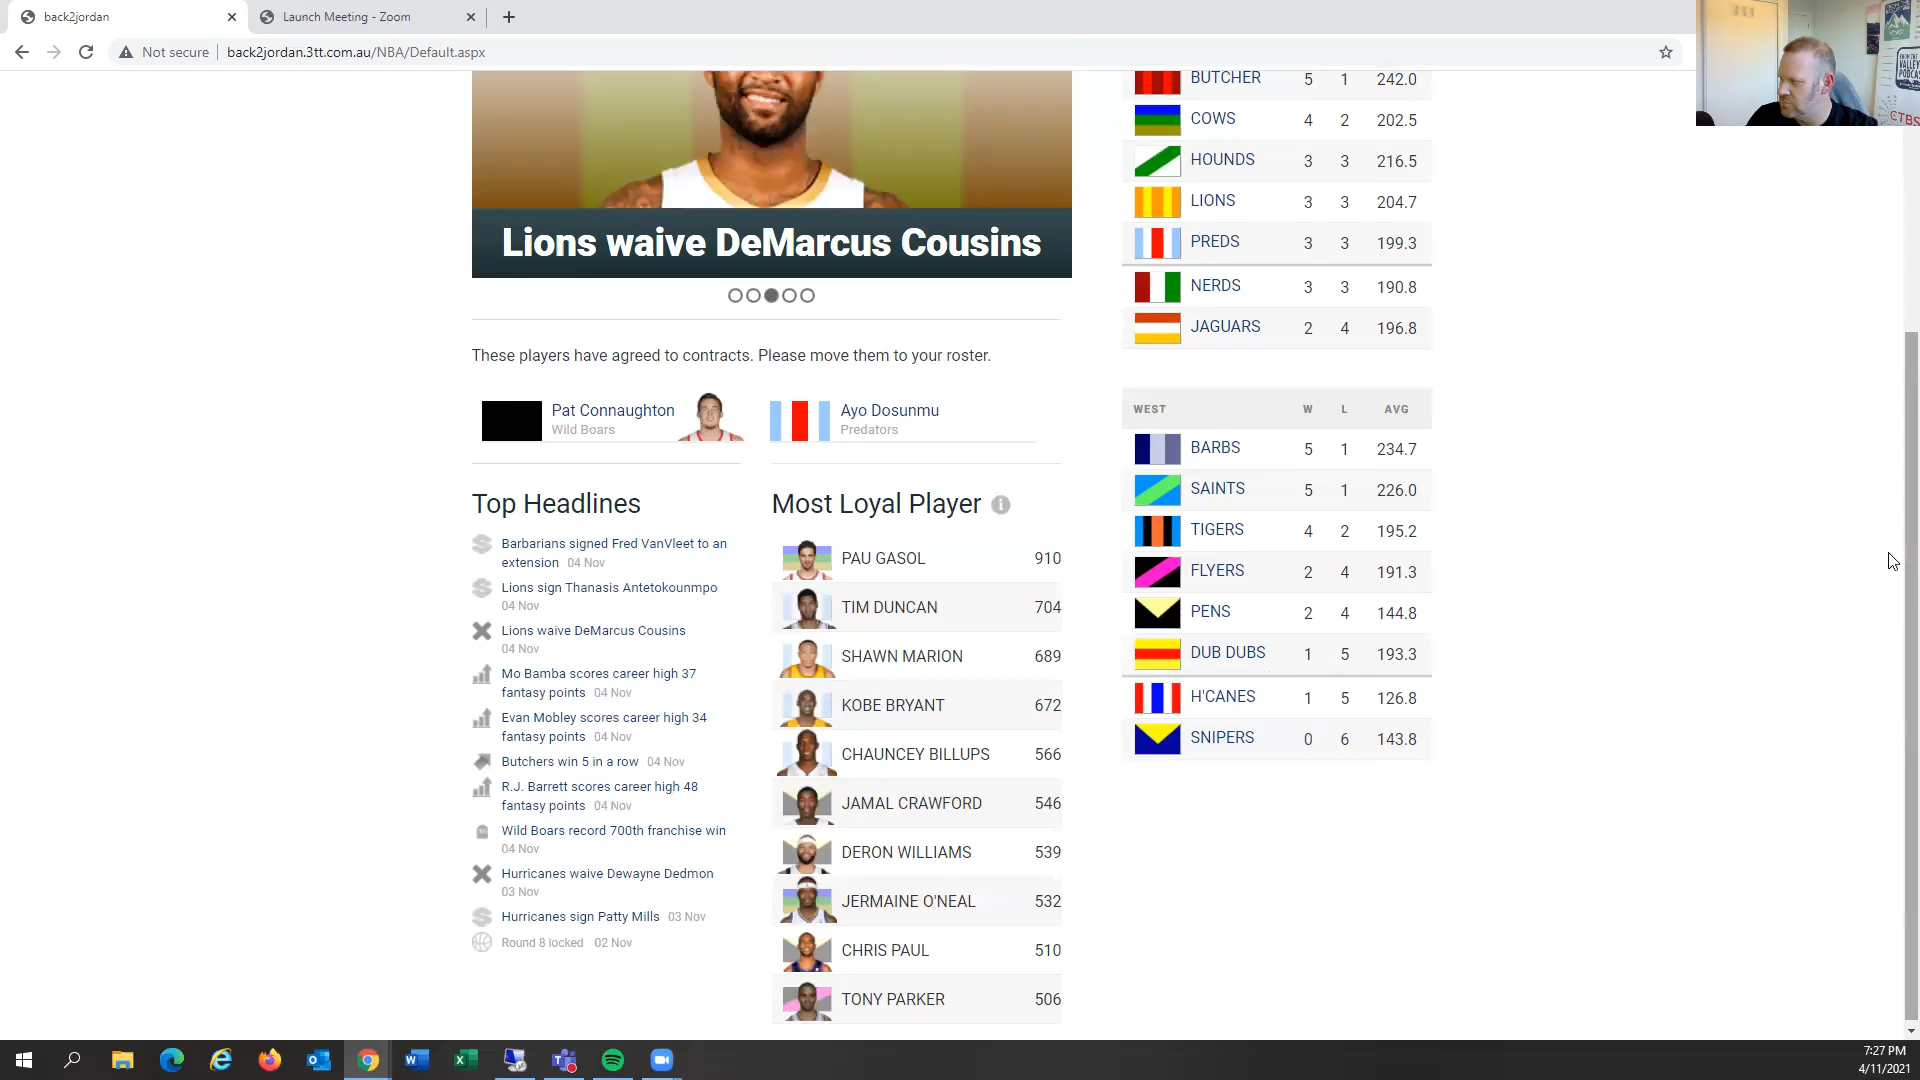 back2jordan
Launch Meeting - Zoom
Not secure
back2jordan.3tt.com.au/NBA/Default.aspx
Lions waive DeMarcus Cousins
These players have agreed to contracts. Please move them to your roster.
Pat Connaughton
Wild Boars
Ayo Dosunmu
Predators
Top Headlines
Barbarians signed Fred VanVleet to an
extension 04 Nov
Lions sign Thanasis Antetokounmpo
04 Nov
Lions waive DeMarcus Cousins
04 Nov
Mo Bamba scores career high 37
fantasy points 04 Nov
Evan Mobley scores career high 34
fantasy points 04 Nov
Butchers win 5 in a row 04 Nov
R.J. Barrett scores career high 48
fantasy points 04 Nov
Wild Boars record 700th franchise win
04 Nov
Hurricanes waive Dewayne Dedmon
03 Nov
Hurricanes sign Patty Mills 03 Nov
Round 8 locked 02 Nov
Most Loyal Player
PAU GASOL 910
TIM DUNCAN 704
SHAWN MARION 689
KOBE BRYANT 672
CHAUNCEY BILLUPS 566
JAMAL CRAWFORD 546
DERON WILLIAMS 539
JERMAINE O'NEAL 532
CHRIS PAUL 510
TONY PARKER 506
BUTCHER 5 1 242.0
COWS 4 2 202.5
HOUNDS 3 3 216.5
LIONS 3 3 204.7
PREDS 3 3 199.3
NERDS 3 3 190.8
JAGUARS 2 4 196.8
WEST W L AVG
BARBS 5 1 234.7
SAINTS 5 1 226.0
TIGERS 4 2 195.2
FLYERS 2 4 191.3
PENS 2 4 144.8
DUB DUBS 1 5 193.3
H'CANES 1 5 126.8
SNIPERS 0 6 143.8
VALLEY
PODCAS
CTBS
7:27 PM
4/11/2021